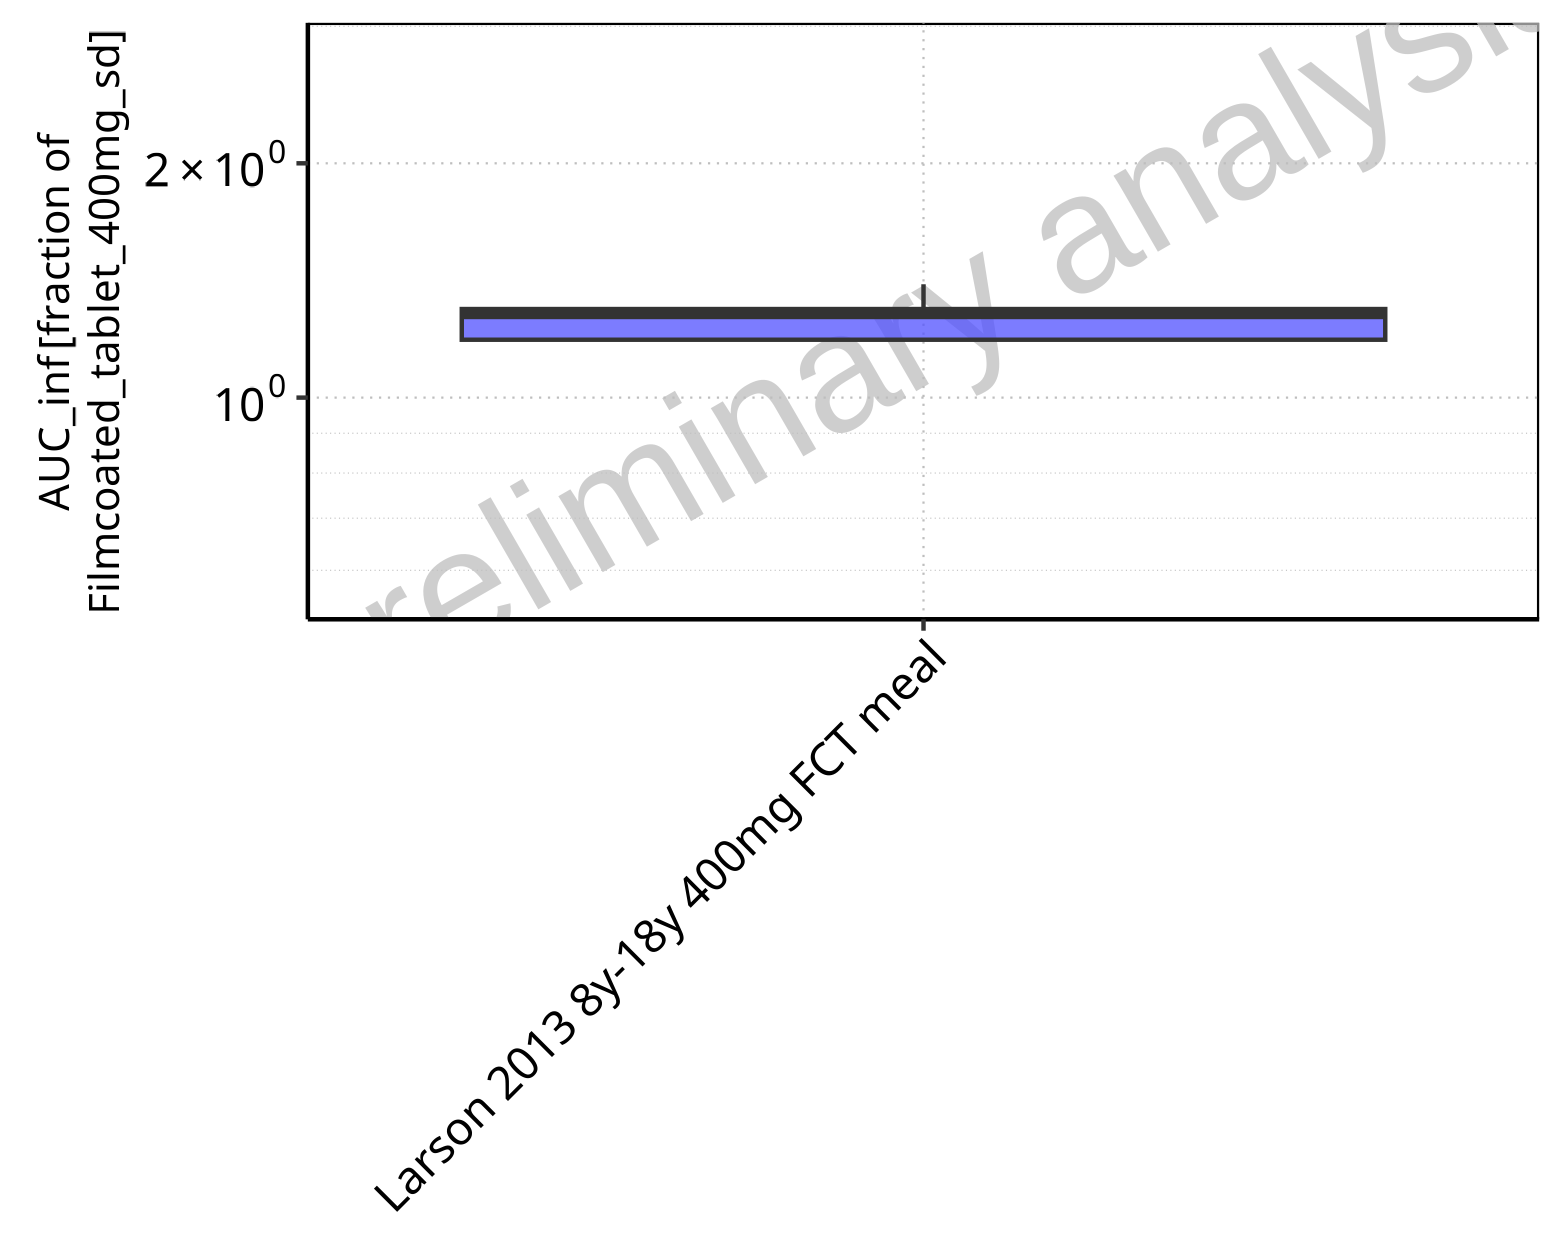 AUC_inf [fraction of
Filmcoated_tablet_400mg_sd]
2 × 10⁰
10⁰
reliminary analysis
Larson 2013 8y-18y 400mg FCT meal